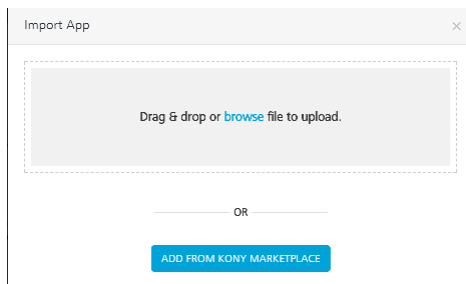 Import App
Drag & drop or browse file to upload.
OR
ADD FROM KONY MARKETPLACE